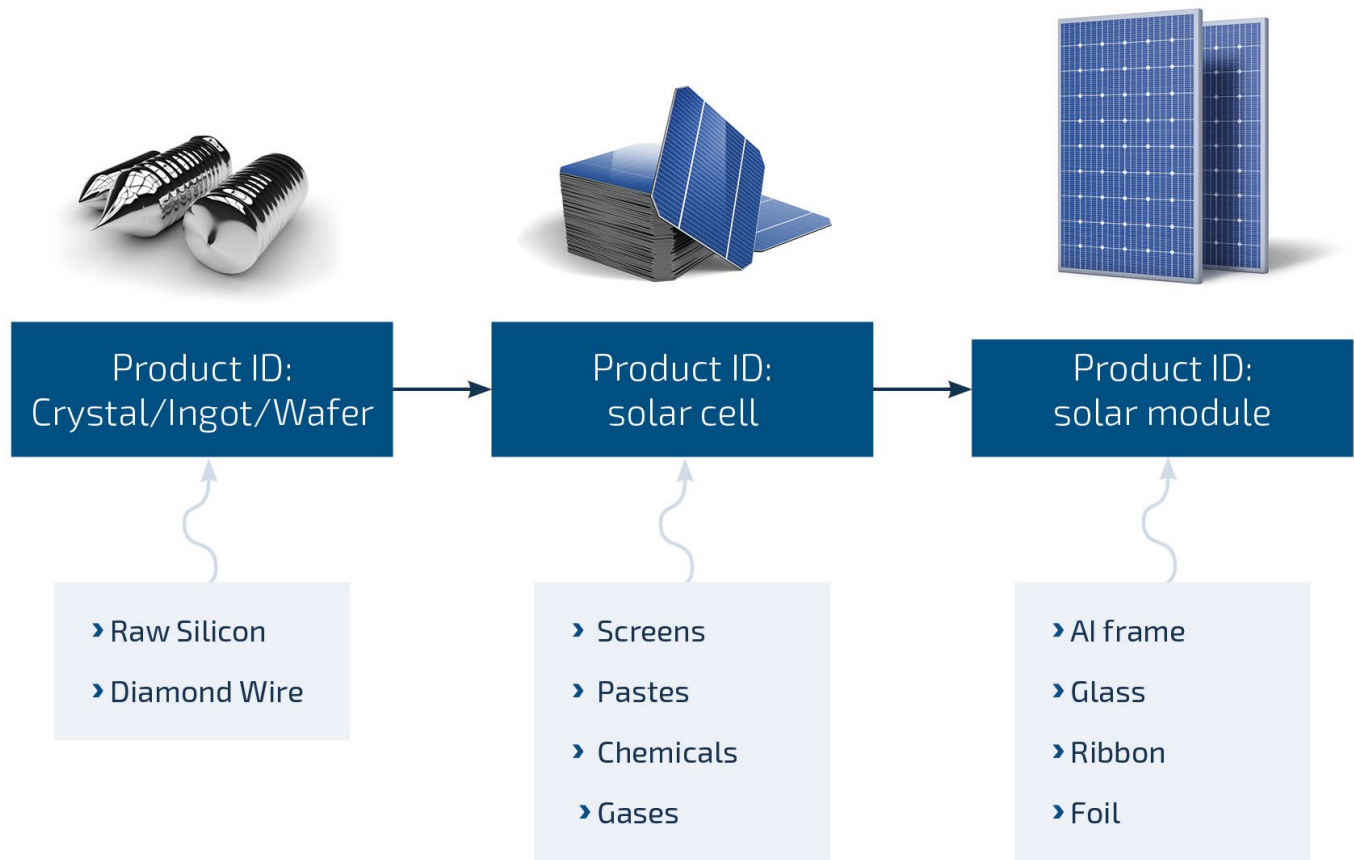 Product ID:
Crystal/Ingot/Wafer
Product ID:
solar cell
Product ID:
solar module
› Raw Silicon
› Diamond Wire
› Screens
› Pastes
› Chemicals
› Gases
› Al frame
› Glass
› Ribbon
› Foil